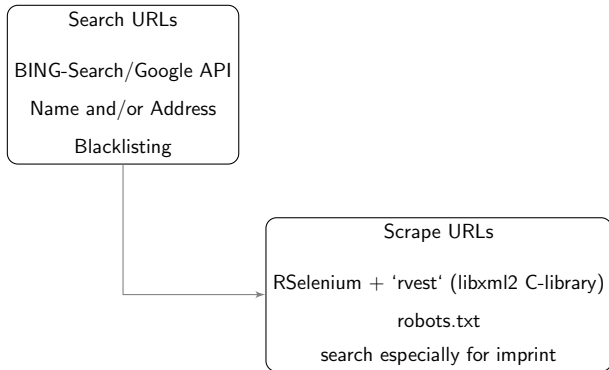 Search URLs
BING-Search/Google API
Name and/or Address
Blacklisting
Scrape URLs
RSelenium + ‘rvest‘ (libxml2 C-library)
robots.txt
search especially for imprint